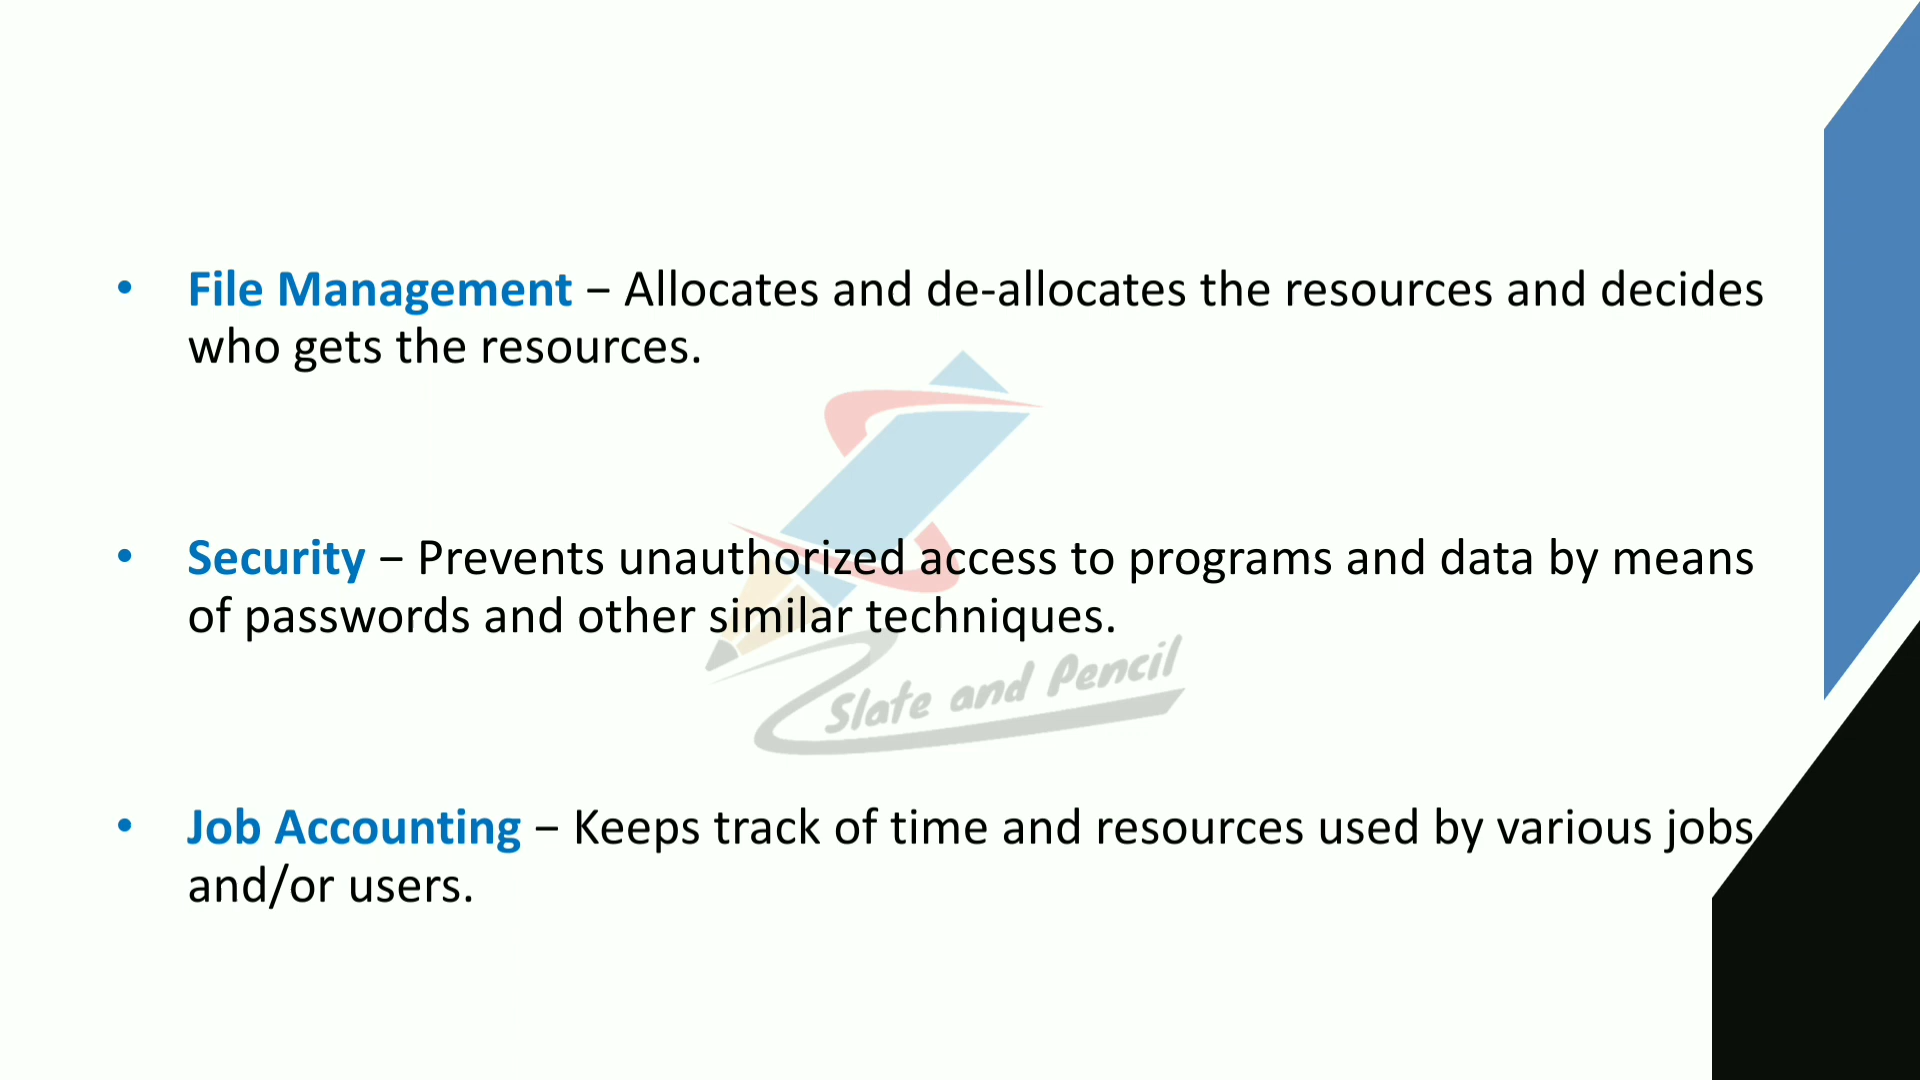 • File Management − Allocates and de-allocates the resources and decides
who gets the resources.
• Security − Prevents unauthorized access to programs and data by means
of passwords and other similar techniques.
Slate and Pencil
• Job Accounting − Keeps track of time and resources used by various jobs
and/or users.